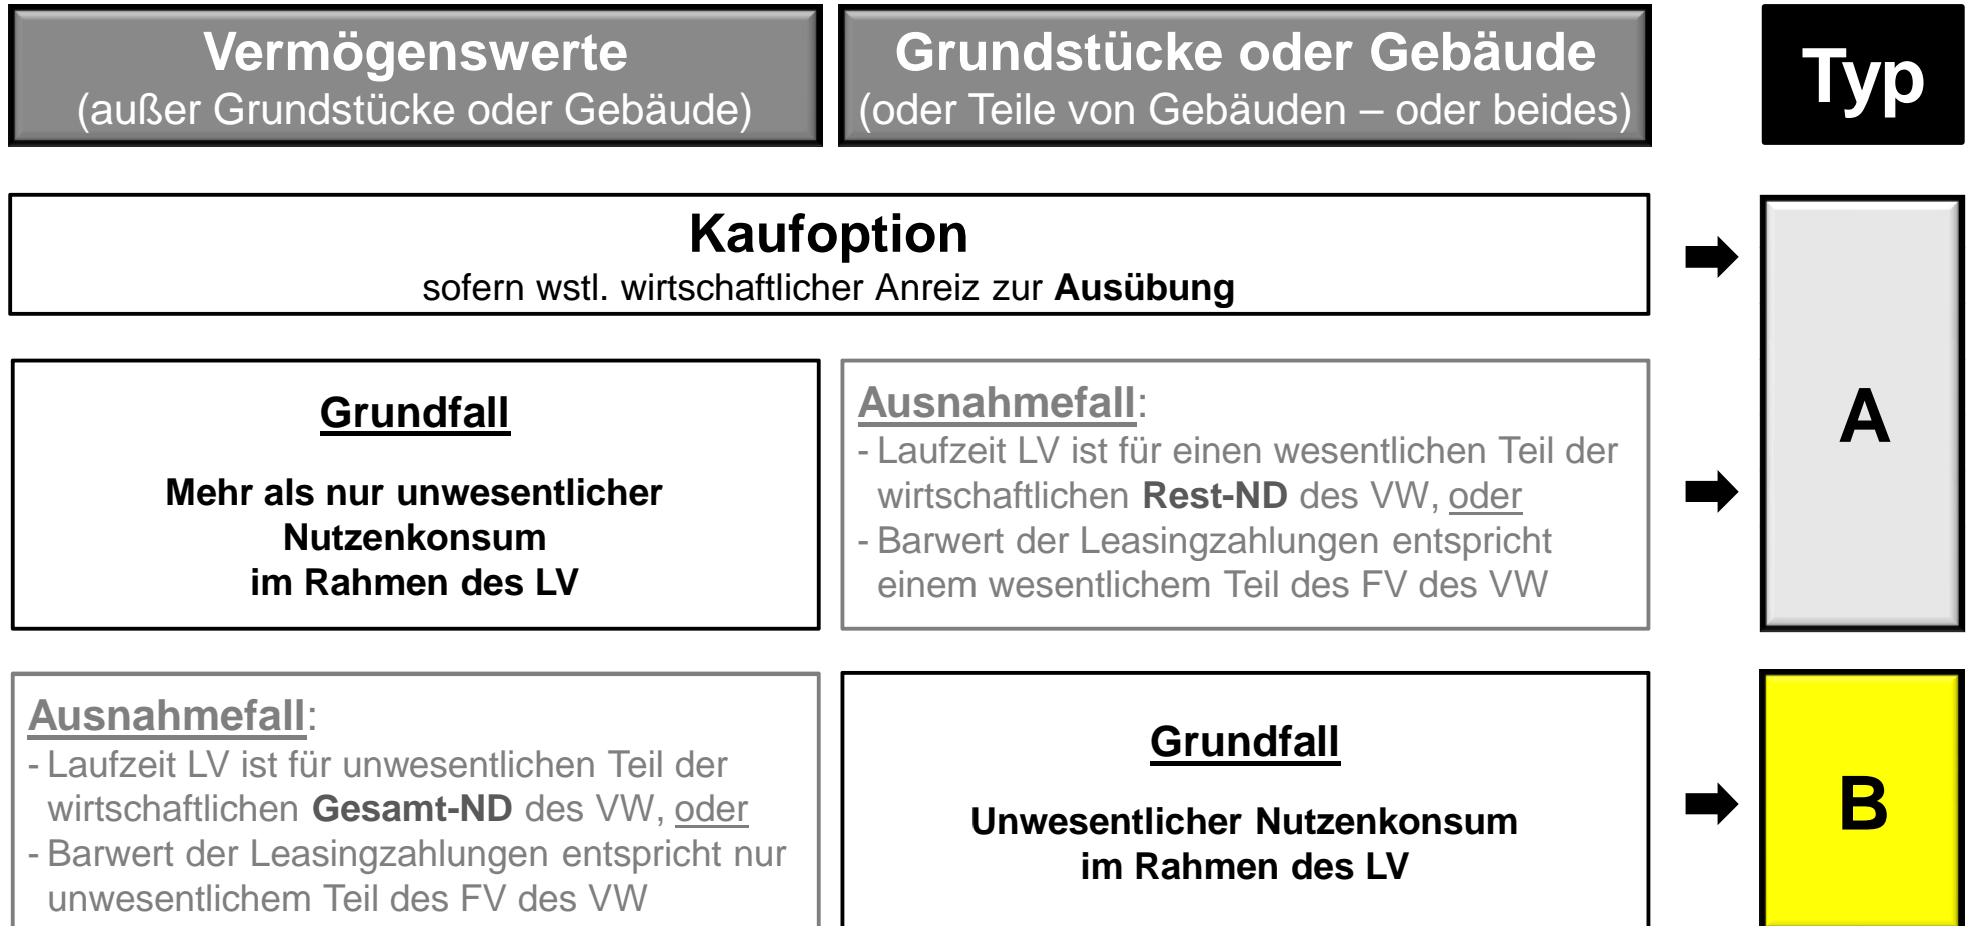 Vermögenswerte
(außer Grundstücke oder Gebäude)
Grundstücke oder Gebäude
(oder Teile von Gebäuden – oder beides)
Typ
Kaufoption
sofern wstl. wirtschaftlicher Anreiz zur Ausübung
Grundfall
Mehr als nur unwesentlicher
Nutzenkonsum
im Rahmen des LV
Ausnahmefall:
- Laufzeit LV ist für einen wesentlichen Teil der
wirtschaftlichen Rest-ND des VW, oder
- Barwert der Leasingzahlungen entspricht
einem wesentlichem Teil des FV des VW
A
Ausnahmefall:
- Laufzeit LV ist für unwesentlichen Teil der
wirtschaftlichen Gesamt-ND des VW, oder
- Barwert der Leasingzahlungen entspricht nur
unwesentlichem Teil des FV des VW
Grundfall
Unwesentlicher Nutzenkonsum
im Rahmen des LV
B